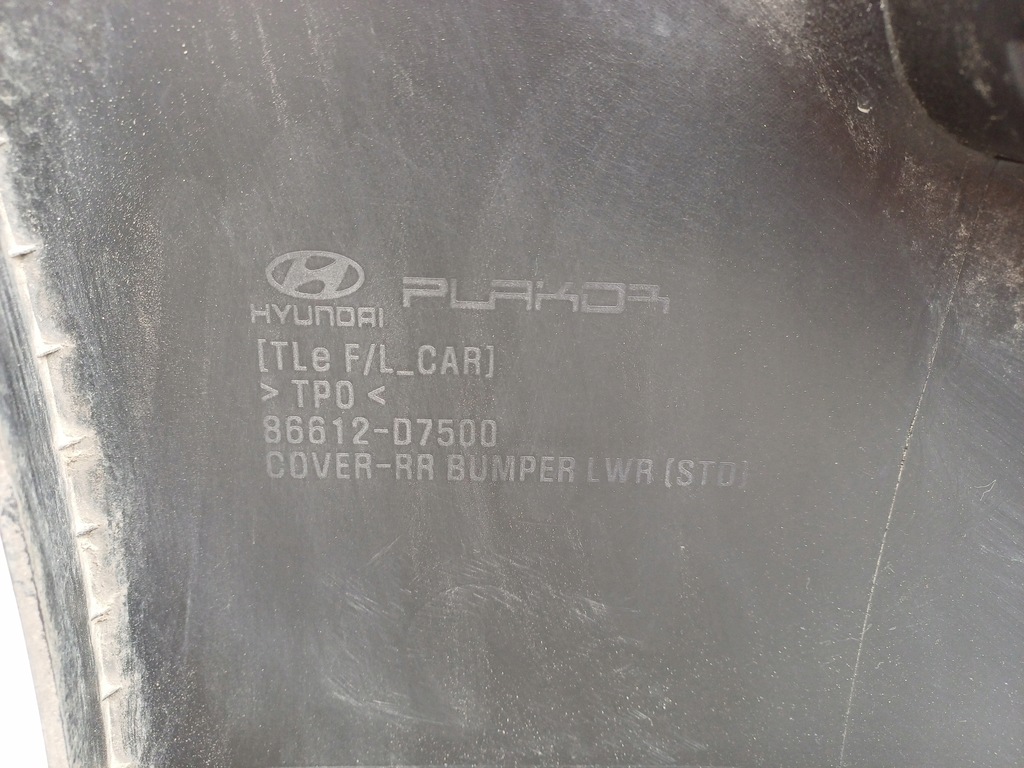 HYUNDAI PLAKOR
[TLe F/L_CAR]
> TPO <
86612-D7500
COVER-RR BUMPER LWR (STD)